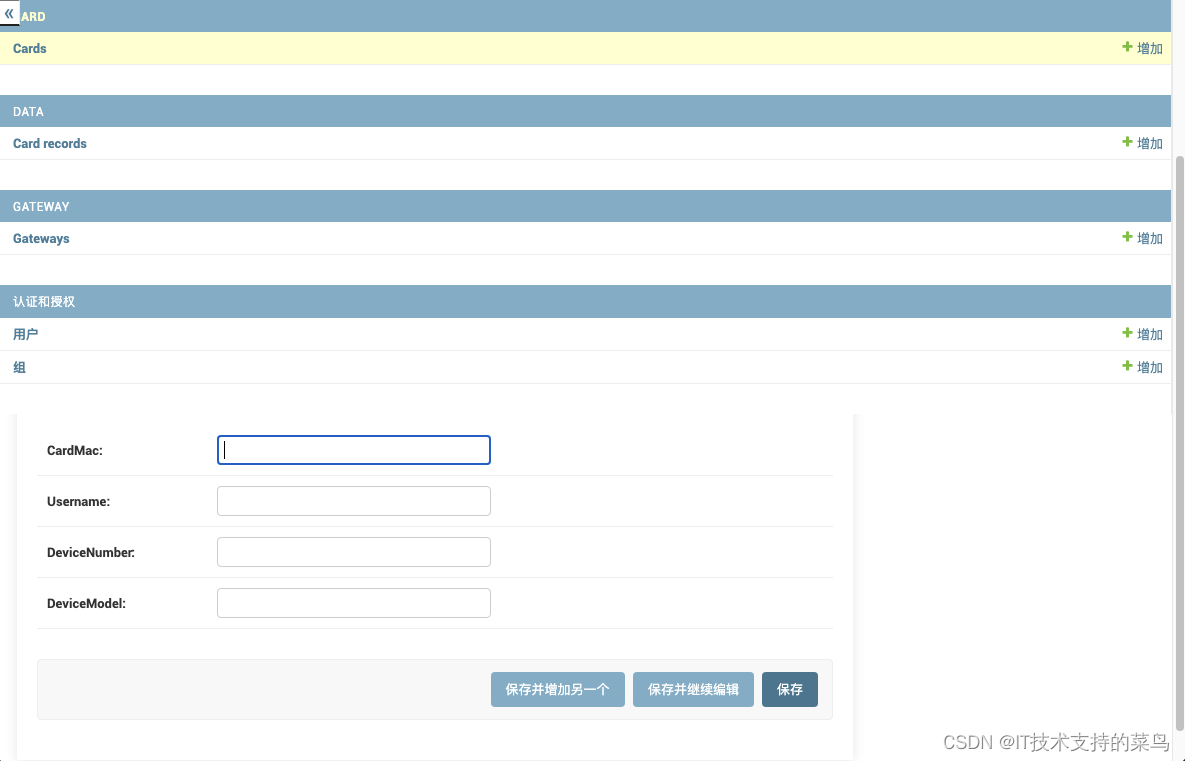 «
ARD
Cards 增加
DATA
Card records 增加
GATEWAY
Gateways 增加
认证和授权
用户 增加
组 增加
CardMac:
Username:
DeviceNumber:
DeviceModel:
保存并增加另一个 保存并继续编辑 保存
CSDN @IT技术支持的菜鸟